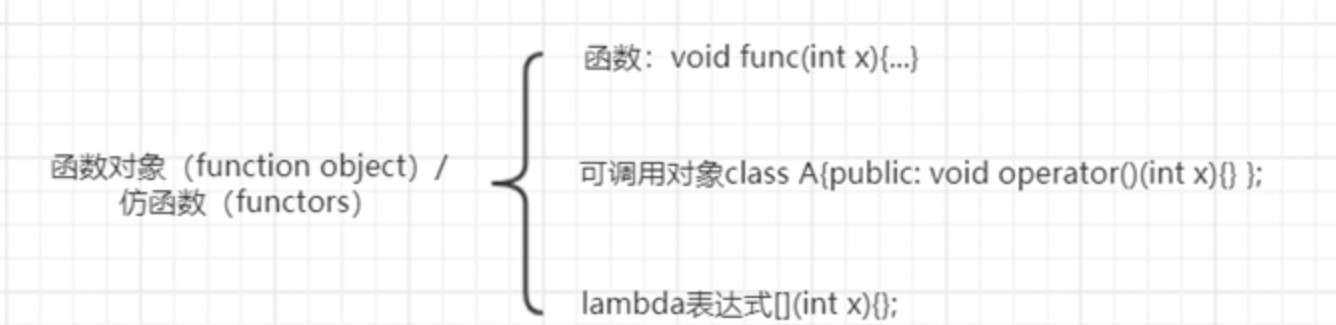 函数：void func(int x){...}
函数对象（function object）/
仿函数（functors）
可调用对象class A{public: void operator()(int x){} };
lambda表达式[](int x){};